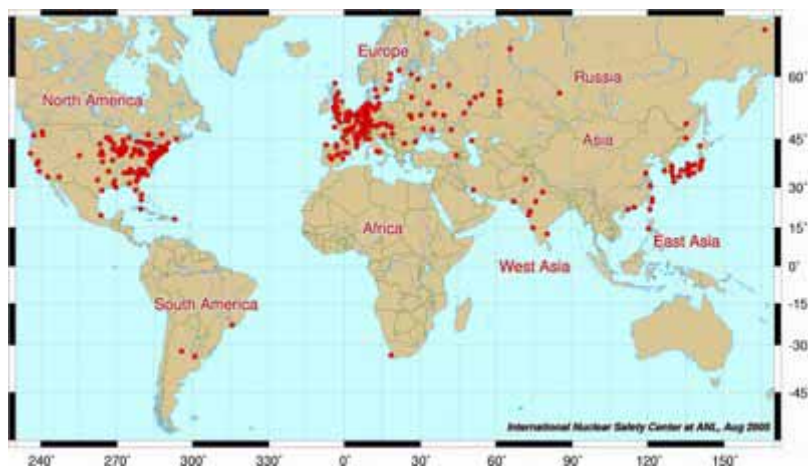 Europe
Russia
North America
60°
45°
Asia
30°
Africa
15°
East Asia
West Asia
0°
South America
-15
-30
-45
International Nuclear Safety Center at ANL, Aug 2005
240° 270° 300° 330° 0° 30° 60° 90° 120° 150°